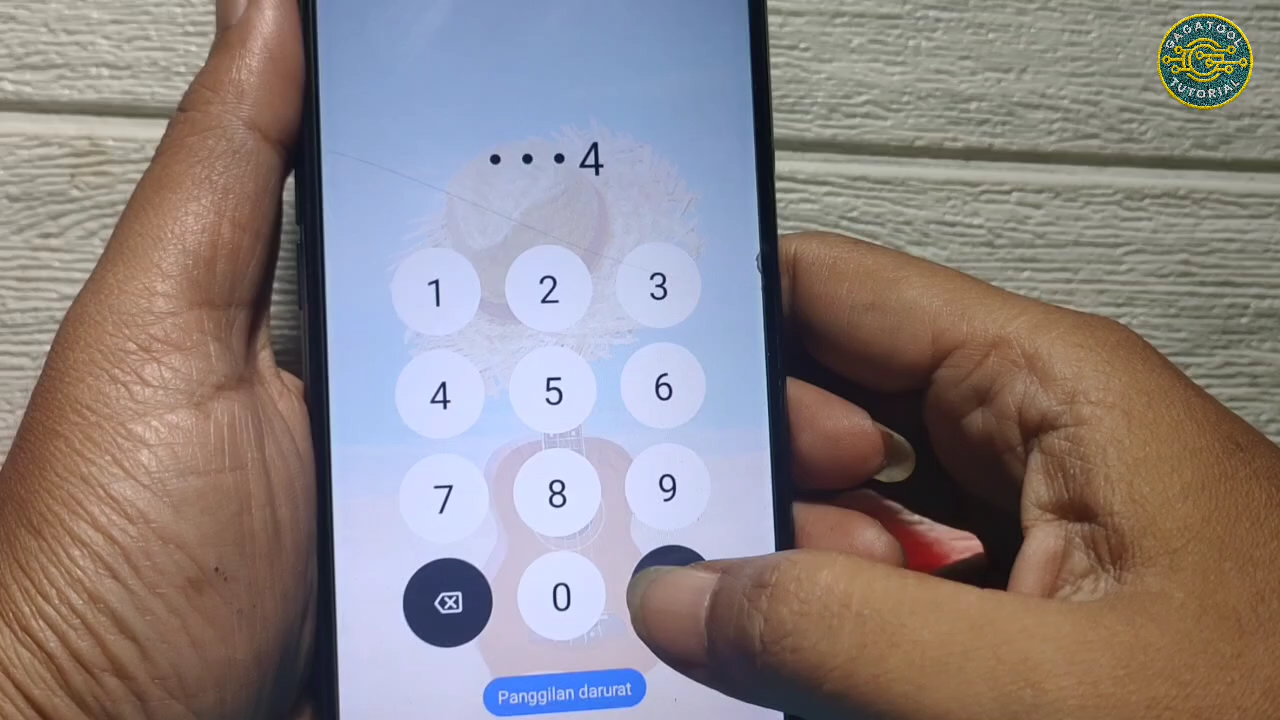 GAGATOOL
TUTORIAL
• • • 4
1 2 3
4 5 6
7 8 9
0
Panggilan darurat